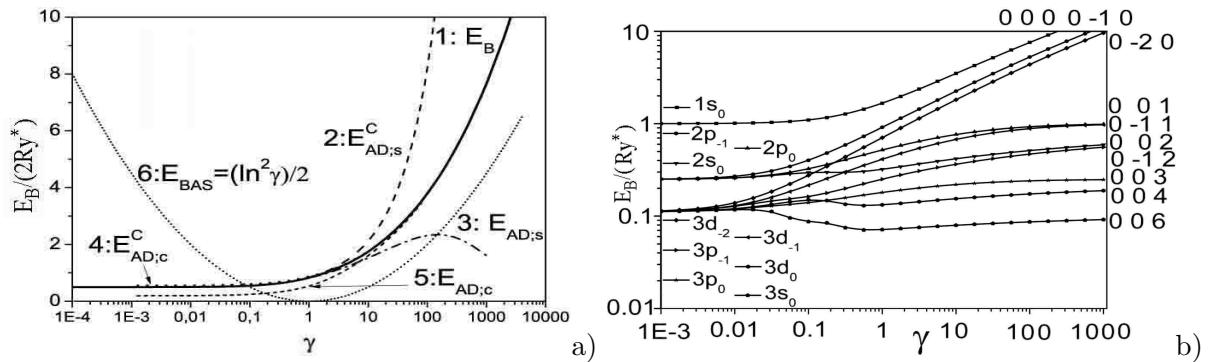 10
8
6
4
2
0
E_B/(2Ry*)
1: E_B
2:E^C_AD;s
3: E_AD;s
4:E^C_AD;c
5:E_AD;c
6:E_BAS=(ln²γ)/2
1E-4 1E-3 0,01 0,1 1 10 100 1000 10000
γ
a)
0 0 0 0 -1 0
0 -2 0
10
1
0.1
0.01
E_B/(Ry*)
1s_0
2p_-1 2p_0
2s_0
3d_-2 3d_-1
3p_-1 3d_0
3p_0 3s_0
0 0 1
0 -1 1
0 0 2
0 -1 2
0 0 3
0 0 4
0 0 6
1E-3 0.01 0.1 1 10 100 1000
γ
b)